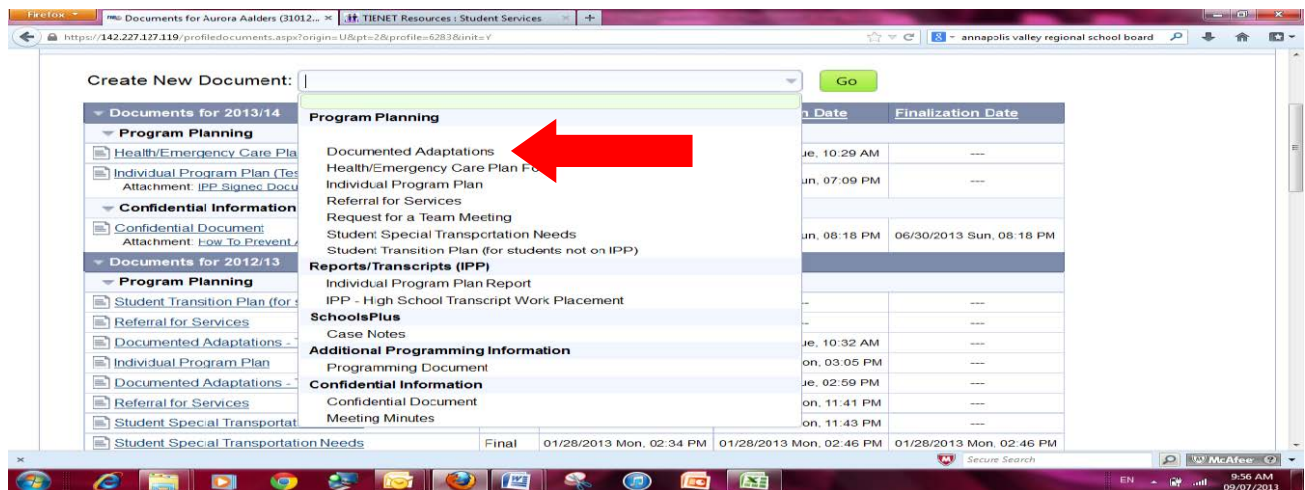 Firefox
Documents for Aurora Aalders (31012... ×
TIENET Resources : Student Services × +
https://142.227.127.119/profiledocuments.aspx?origin=U&pt=2&profile=6283&init=Y
annapolis valley regional school board
Create New Document:
Go
Documents for 2013/14
n Date Finalization Date
Program Planning
Program Planning
Documented Adaptations
Health/Emergency Care Pla
ue, 10:29 AM ---
Health/Emergency Care Plan Fo
Individual Program Plan (Tes
un, 07:09 PM ---
Attachment: IPP Signed Docu
Individual Program Plan
Referral for Services
Confidential Information
Request for a Team Meeting
Confidential Document
un, 08:18 PM 06/30/2013 Sun, 08:18 PM
Attachment: How To Prevent
Student Special Transportation Needs
Student Transition Plan (for students not on IPP)
Documents for 2012/13
Reports/Transcripts (IPP)
Program Planning
Individual Program Plan Report
Student Transition Plan (for s
IPP - High School Transcript Work Placement
--- ---
Referral for Services
SchoolsPlus
--- ---
Case Notes
Documented Adaptations -
ue, 10:32 AM ---
Additional Programming Information
Individual Program Plan
Programming Document
on, 03:05 PM ---
Documented Adaptations -
Confidential Information
ue, 02:59 PM ---
Referral for Services
Confidential Document
on, 11:41 PM ---
Student Special Transportat
Meeting Minutes
on, 11:43 PM ---
Student Special Transportation Needs Final 01/28/2013 Mon, 02:34 PM 01/28/2013 Mon, 02:46 PM 01/28/2013 Mon, 02:46 PM
Secure Search
McAfee
EN
9:56 AM
09/07/2013